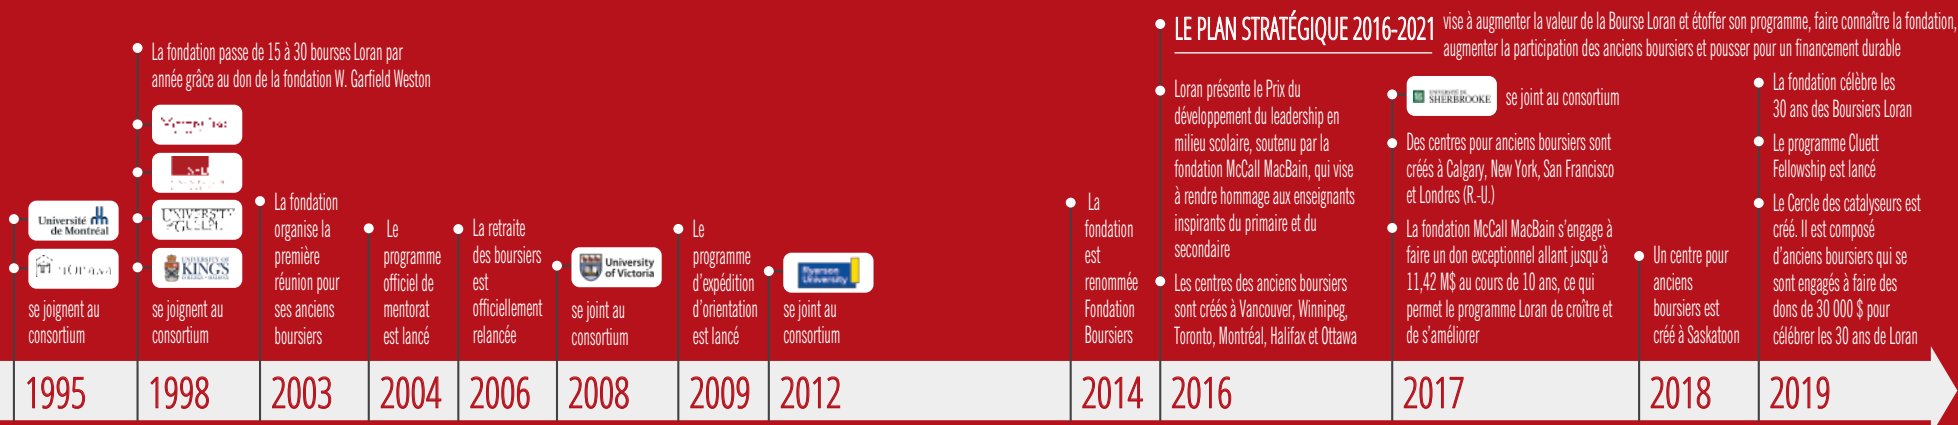 Université
de Montréal
se joignent au
consortium
1995
La fondation passe de 15 à 30 bourses Loran par
année grâce au don de la fondation W. Garfield Weston
UNIVERSITY
UNIVERSITY OF
KING'S
se joignent au
consortium
1998
La fondation
organise la
première
réunion pour
ses anciens
boursiers
2003
Le
programme
officiel de
mentorat
est lancé
2004
La retraite
des boursiers
est
officiellement
relancée
2006
University
of Victoria
se joint au
consortium
2008
Le
programme
d'expédition
d'orientation
est lancé
2009
Ryerson
University
se joint au
consortium
2012
La
fondation
est
renommée
Fondation
Boursiers
2014
LE PLAN STRATÉGIQUE 2016-2021 vise à augmenter la valeur de la Bourse Loran et étoffer son programme, faire connaître la fondation,
augmenter la participation des anciens boursiers et pousser pour un financement durable
Loran présente le Prix du
développement du leadership en
milieu scolaire, soutenu par la
fondation McCall MacBain, qui vise
à rendre hommage aux enseignants
inspirants du primaire et du
secondaire
Les centres des anciens boursiers
sont créés à Vancouver, Winnipeg,
Toronto, Montréal, Halifax et Ottawa
2016
UNIVERSITÉ DE
SHERBROOKE se joint au consortium
Des centres pour anciens boursiers sont
créés à Calgary, New York, San Francisco
et Londres (R.-U.)
La fondation McCall MacBain s'engage à
faire un don exceptionnel allant jusqu'à
11,42 M$ au cours de 10 ans, ce qui
permet le programme Loran de croître et
de s'améliorer
2017
Un centre pour
anciens
boursiers est
créé à Saskatoon
2018
La fondation célèbre les
30 ans des Boursiers Loran
Le programme Cluett
Fellowship est lancé
Le Cercle des catalyseurs est
créé. Il est composé
d'anciens boursiers qui se
sont engagés à faire des
dons de 30 000 $ pour
célébrer les 30 ans de Loran
2019